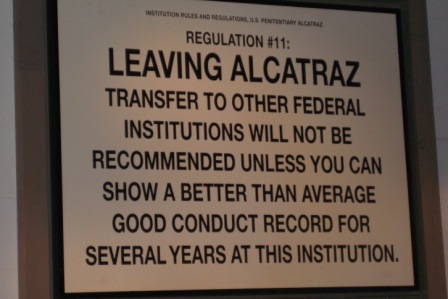 INSTITUTION RULES AND REGULATIONS, U.S. PENITENTIARY ALCATRAZ
REGULATION #11:
LEAVING ALCATRAZ
TRANSFER TO OTHER FEDERAL
INSTITUTIONS WILL NOT BE
RECOMMENDED UNLESS YOU CAN
SHOW A BETTER THAN AVERAGE
GOOD CONDUCT RECORD FOR
SEVERAL YEARS AT THIS INSTITUTION.